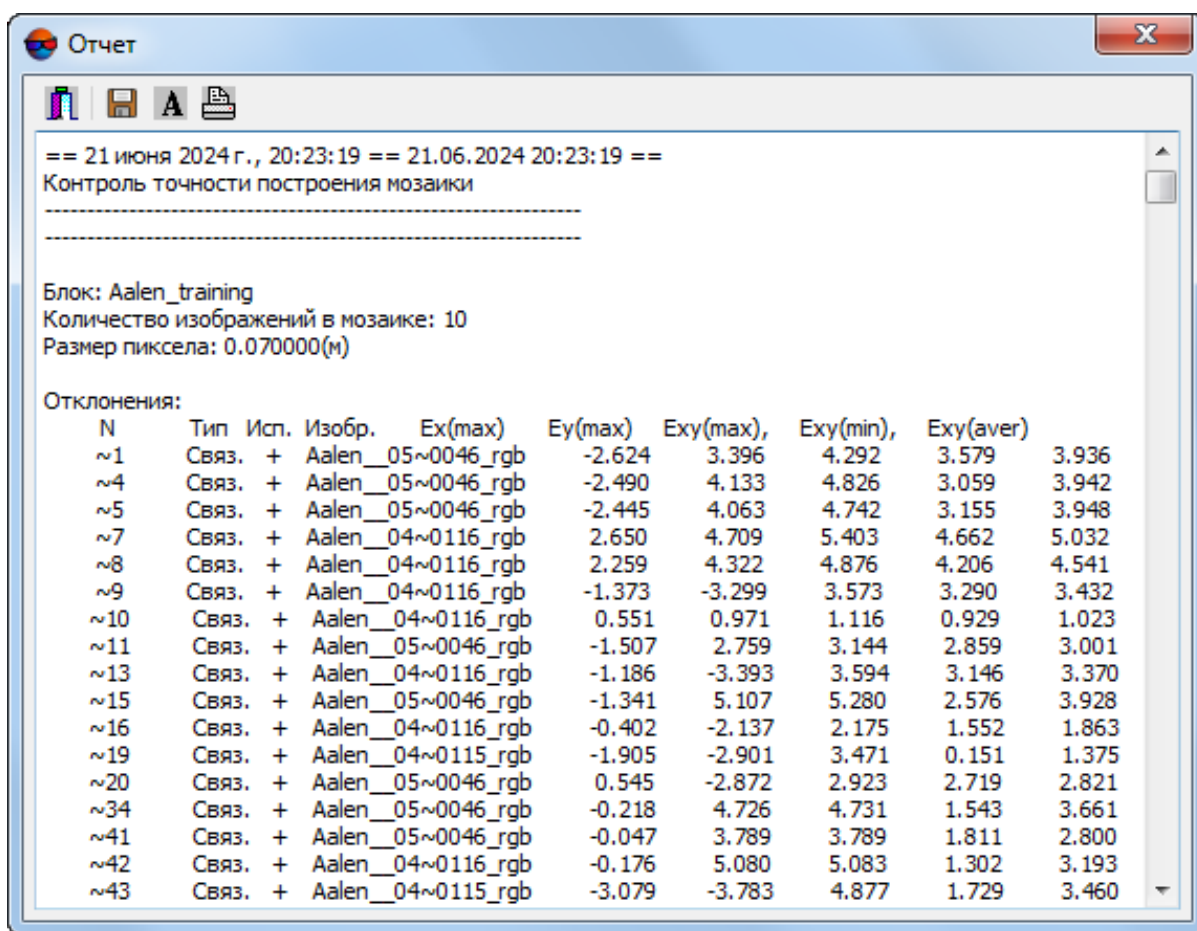 Отчет
== 21 июня 2024 г., 20:23:19 == 21.06.2024 20:23:19 ==
Контроль точности построения мозаики
----------------------------------------------------------------
----------------------------------------------------------------
Блок: Aalen_training
Количество изображений в мозаике: 10
Размер пиксела: 0.070000(м)
Отклонения:
N Тип Исп. Изобр. Ex(max) Ey(max) Exy(max), Exy(min), Exy(aver)
~1 Связ. + Aalen__05~0046_rgb -2.624 3.396 4.292 3.579 3.936
~4 Связ. + Aalen__05~0046_rgb -2.490 4.133 4.826 3.059 3.942
~5 Связ. + Aalen__05~0046_rgb -2.445 4.063 4.742 3.155 3.948
~7 Связ. + Aalen__04~0116_rgb 2.650 4.709 5.403 4.662 5.032
~8 Связ. + Aalen__04~0116_rgb 2.259 4.322 4.876 4.206 4.541
~9 Связ. + Aalen__04~0116_rgb -1.373 -3.299 3.573 3.290 3.432
~10 Связ. + Aalen__04~0116_rgb 0.551 0.971 1.116 0.929 1.023
~11 Связ. + Aalen__05~0046_rgb -1.507 2.759 3.144 2.859 3.001
~13 Связ. + Aalen__04~0116_rgb -1.186 -3.393 3.594 3.146 3.370
~15 Связ. + Aalen__05~0046_rgb -1.341 5.107 5.280 2.576 3.928
~16 Связ. + Aalen__04~0116_rgb -0.402 -2.137 2.175 1.552 1.863
~19 Связ. + Aalen__04~0115_rgb -1.905 -2.901 3.471 0.151 1.375
~20 Связ. + Aalen__05~0046_rgb 0.545 -2.872 2.923 2.719 2.821
~34 Связ. + Aalen__05~0046_rgb -0.218 4.726 4.731 1.543 3.661
~41 Связ. + Aalen__05~0046_rgb -0.047 3.789 3.789 1.811 2.800
~42 Связ. + Aalen__04~0116_rgb -0.176 5.080 5.083 1.302 3.193
~43 Связ. + Aalen__04~0115_rgb -3.079 -3.783 4.877 1.729 3.460